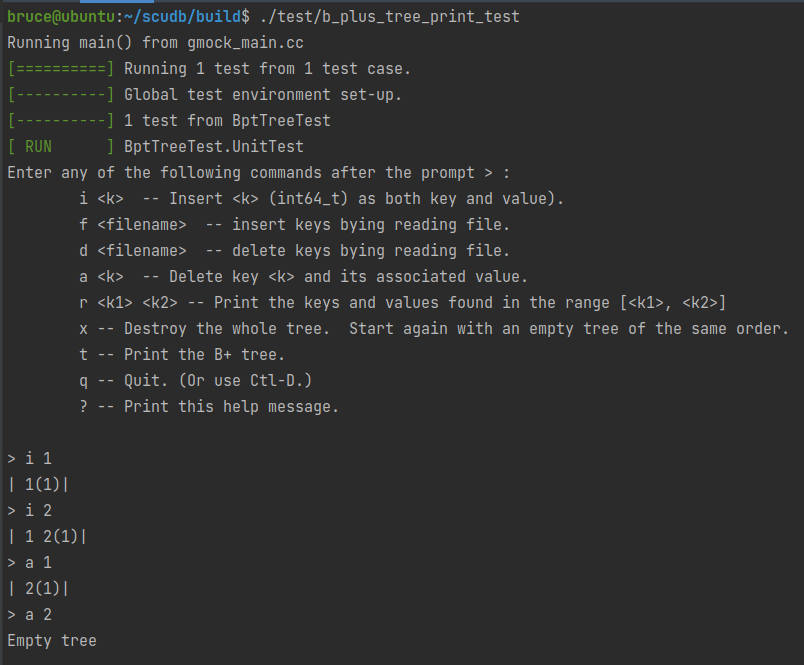 bruce@ubuntu:~/scudb/build$ ./test/b_plus_tree_print_test
Running main() from gmock_main.cc
[==========] Running 1 test from 1 test case.
[----------] Global test environment set-up.
[----------] 1 test from BptTreeTest
[ RUN      ] BptTreeTest.UnitTest
Enter any of the following commands after the prompt > :
        i <k>  -- Insert <k> (int64_t) as both key and value).
        f <filename>  -- insert keys bying reading file.
        d <filename>  -- delete keys bying reading file.
        a <k>  -- Delete key <k> and its associated value.
        r <k1> <k2> -- Print the keys and values found in the range [<k1>, <k2>]
        x -- Destroy the whole tree.  Start again with an empty tree of the same order.
        t -- Print the B+ tree.
        q -- Quit. (Or use Ctl-D.)
        ? -- Print this help message.

> i 1
| 1(1)|
> i 2
| 1 2(1)|
> a 1
| 2(1)|
> a 2
Empty tree